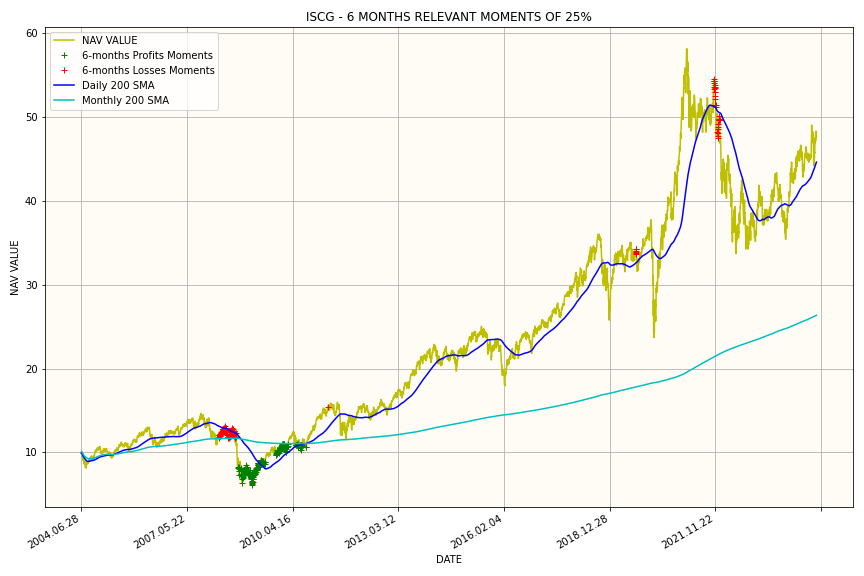 ISCG - 6 MONTHS RELEVANT MOMENTS OF 25%
NAV VALUE
6-months Profits Moments
6-months Losses Moments
Daily 200 SMA
Monthly 200 SMA
60
50
40
30
20
10
NAV VALUE
2004.06.28
2007.05.22
2010.04.16
2013.03.12
2016.02.04
2018.12.28
2021.11.22
DATE